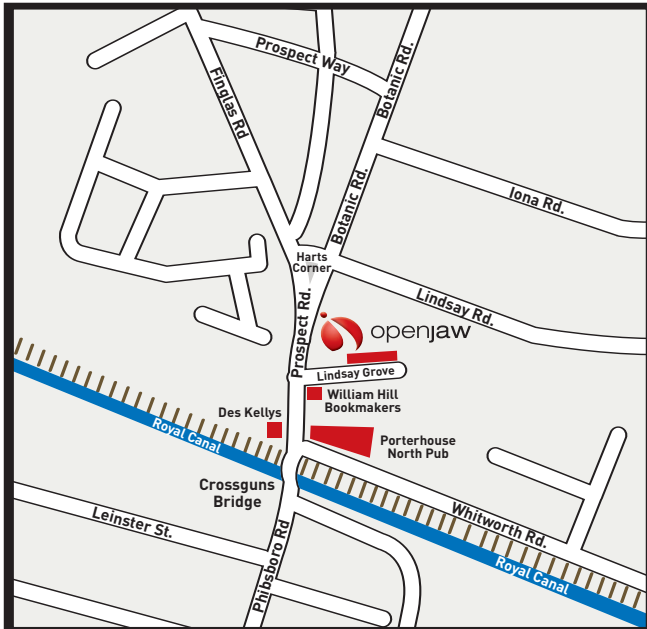 Prospect Way
Finglas Rd
Botanic Rd.
Botanic Rd.
Iona Rd.
Harts
Corner
Lindsay Rd.
Prospect Rd.
openjaw
Lindsay Grove
William Hill
Bookmakers
Des Kellys
Porterhouse
North Pub
Royal Canal
Crossguns
Bridge
Leinster St.
Whitworth Rd.
Phibsboro Rd
Royal Canal